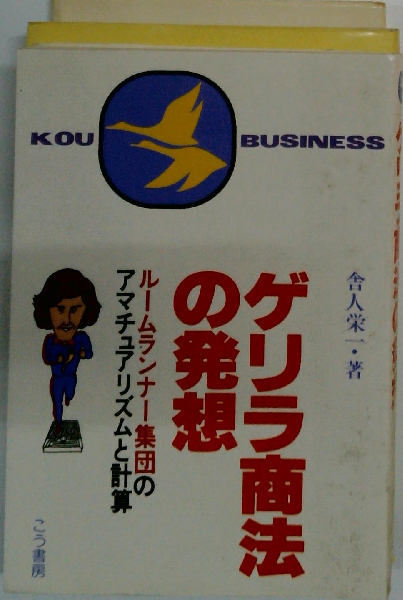 KOU BUSINESS
舎人栄一・著
ゲリラ商法
の発想
ルームランナー集団の
アマチュアリズムと計算
こう書房